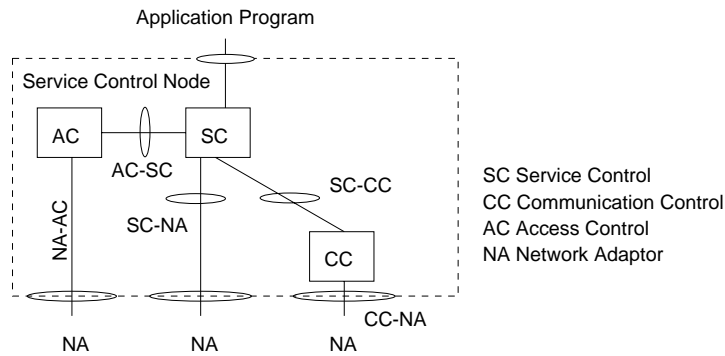 Application Program
Service Control Node
AC
SC
AC-SC
SC-CC
NA-AC
SC-NA
CC
CC-NA
NA
NA
NA
SC Service Control
CC Communication Control
AC Access Control
NA Network Adaptor